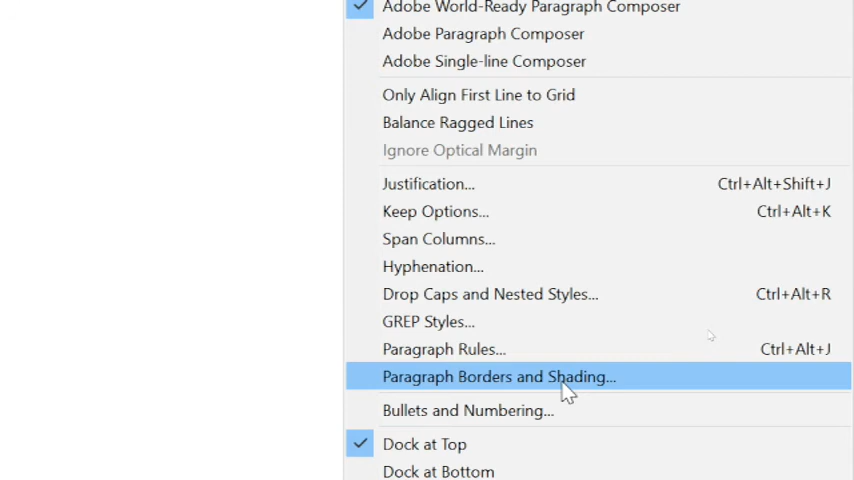 Adobe World-Ready Paragraph Composer
Adobe Paragraph Composer
Adobe Single-line Composer
Only Align First Line to Grid
Balance Ragged Lines
Ignore Optical Margin
Justification... Ctrl+Alt+Shift+J
Keep Options... Ctrl+Alt+K
Span Columns...
Hyphenation...
Drop Caps and Nested Styles... Ctrl+Alt+R
GREP Styles...
Paragraph Rules... Ctrl+Alt+J
Paragraph Borders and Shading...
Bullets and Numbering...
Dock at Top
Dock at Bottom